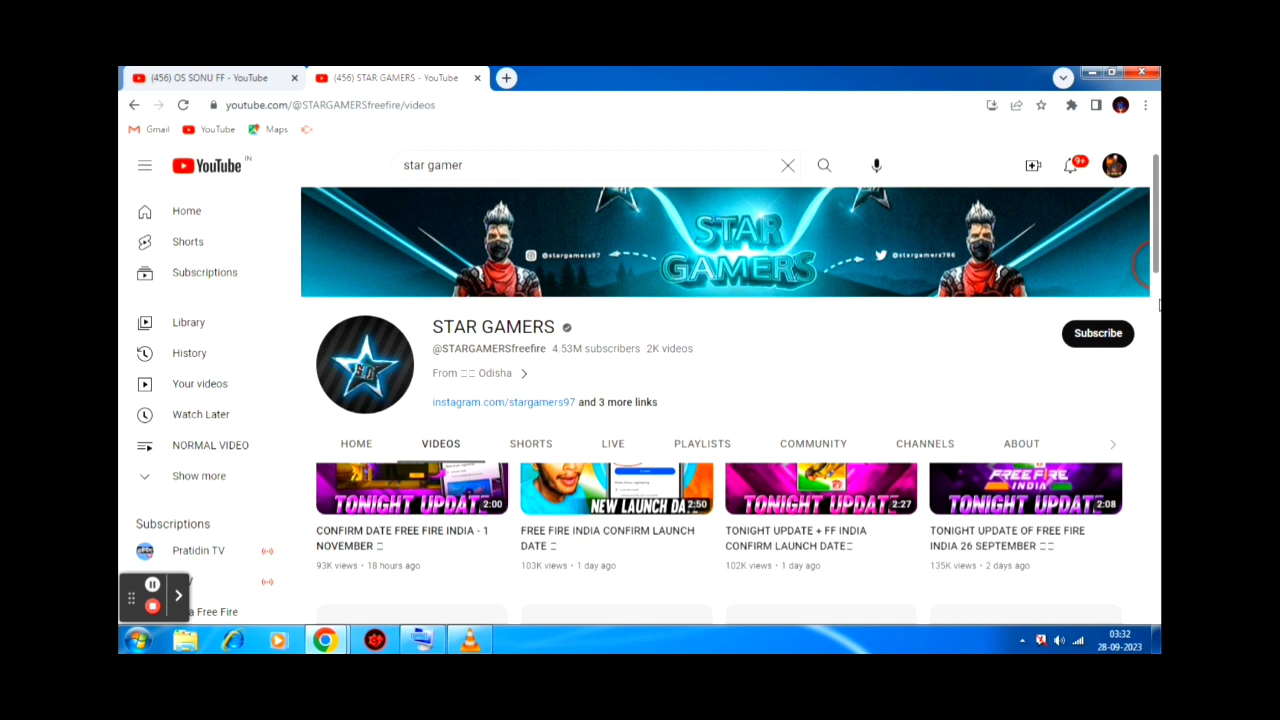 (456) OS SONU FF - YouTube
(456) STAR GAMERS - YouTube
youtube.com/@STARGAMERSfreefire/videos
Gmail
YouTube
Maps
YouTube IN
star gamer
9+
Home
Shorts
Subscriptions
Library
History
Your videos
Watch Later
NORMAL VIDEO
Show more
Subscriptions
Pratidin TV
Free Fire
@stargamers97
STAR
GAMERS
@stargamers786
STAR GAMERS
@STARGAMERSfreefire 4.53M subscribers 2K videos
From Odisha
instagram.com/stargamers97 and 3 more links
Subscribe
HOME
VIDEOS
SHORTS
LIVE
PLAYLISTS
COMMUNITY
CHANNELS
ABOUT
TONIGHT UPDATE
2:00
CONFIRM DATE FREE FIRE INDIA - 1
NOVEMBER
93K views • 18 hours ago
NEW LAUNCH DA
2:50
FREE FIRE INDIA CONFIRM LAUNCH
DATE
103K views • 1 day ago
TONIGHT UPDATE
2:27
TONIGHT UPDATE + FF INDIA
CONFIRM LAUNCH DATE
102K views • 1 day ago
FREE FIRE
INDIA
TONIGHT UPDATE
2:08
TONIGHT UPDATE OF FREE FIRE
INDIA 26 SEPTEMBER
135K views • 2 days ago
03:32
28-09-2023